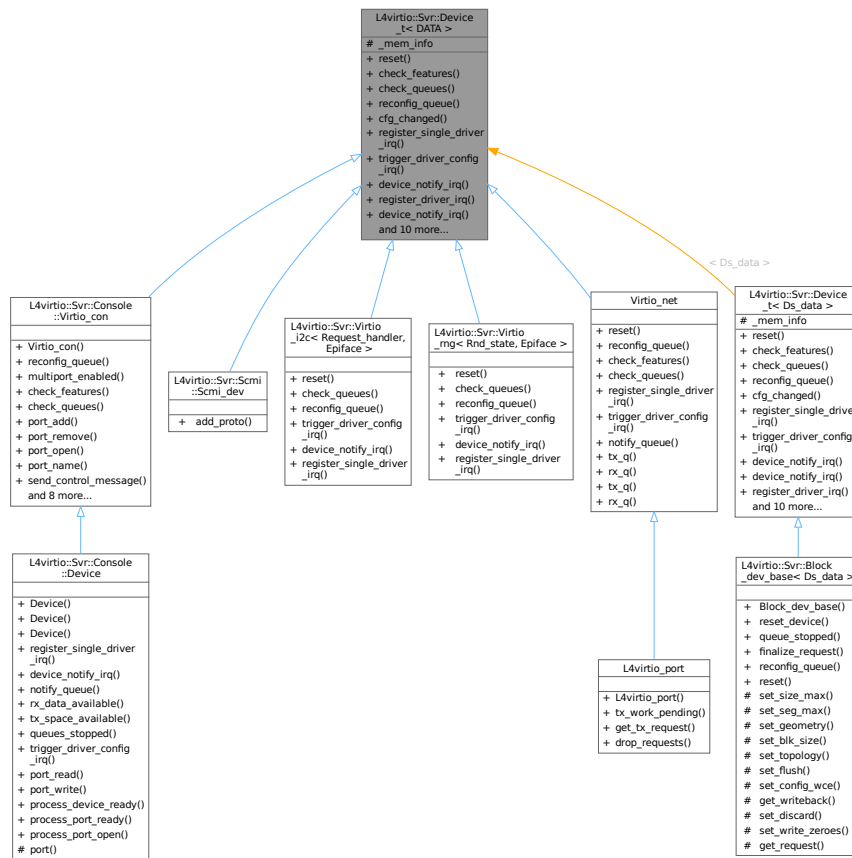 L4virtio::Svr::Device
_t< DATA >
# _mem_info
+ reset()
+ check_features()
+ check_queues()
+ reconfig_queue()
+ cfg_changed()
+ register_single_driver
_irq()
+ trigger_driver_config
_irq()
+ device_notify_irq()
+ register_driver_irq()
+ device_notify_irq()
and 10 more...
< Ds_data >
L4virtio::Svr::Console
::Virtio_con
+ Virtio_con()
+ reconfig_queue()
+ multiport_enabled()
+ check_features()
+ check_queues()
+ port_add()
+ port_remove()
+ port_open()
+ port_name()
+ send_control_message()
and 8 more...
L4virtio::Svr::Scmi
::Scmi_dev
+ add_proto()
L4virtio::Svr::Virtio
_i2c< Request_handler,
Epiface >
+ reset()
+ check_queues()
+ reconfig_queue()
+ trigger_driver_config
_irq()
+ device_notify_irq()
+ register_single_driver
_irq()
L4virtio::Svr::Virtio
_rng< Rnd_state, Epiface >
+ reset()
+ check_queues()
+ reconfig_queue()
+ trigger_driver_config
_irq()
+ device_notify_irq()
+ register_single_driver
_irq()
Virtio_net
+ reset()
+ reconfig_queue()
+ check_features()
+ check_queues()
+ register_single_driver
_irq()
+ trigger_driver_config
_irq()
+ notify_queue()
+ tx_q()
+ rx_q()
+ tx_q()
+ rx_q()
L4virtio::Svr::Device
_t< Ds_data >
# _mem_info
+ reset()
+ check_features()
+ check_queues()
+ reconfig_queue()
+ cfg_changed()
+ register_single_driver
_irq()
+ trigger_driver_config
_irq()
+ device_notify_irq()
+ device_notify_irq()
+ register_driver_irq()
and 10 more...
L4virtio::Svr::Console
::Device
+ Device()
+ Device()
+ Device()
+ register_single_driver
_irq()
+ device_notify_irq()
+ notify_queue()
+ rx_data_available()
+ tx_space_available()
+ queues_stopped()
+ trigger_driver_config
_irq()
+ port_read()
+ port_write()
+ process_device_ready()
+ process_port_ready()
+ process_port_open()
# port()
L4virtio_port
+ L4virtio_port()
+ tx_work_pending()
+ get_tx_request()
+ drop_requests()
L4virtio::Svr::Block
_dev_base< Ds_data >
+ Block_dev_base()
+ reset_device()
+ queue_stopped()
+ finalize_request()
+ reconfig_queue()
+ reset()
# set_size_max()
# set_seg_max()
# set_geometry()
# set_blk_size()
# set_topology()
# set_flush()
# set_config_wce()
# get_writeback()
# set_discard()
# set_write_zeroes()
# get_request()